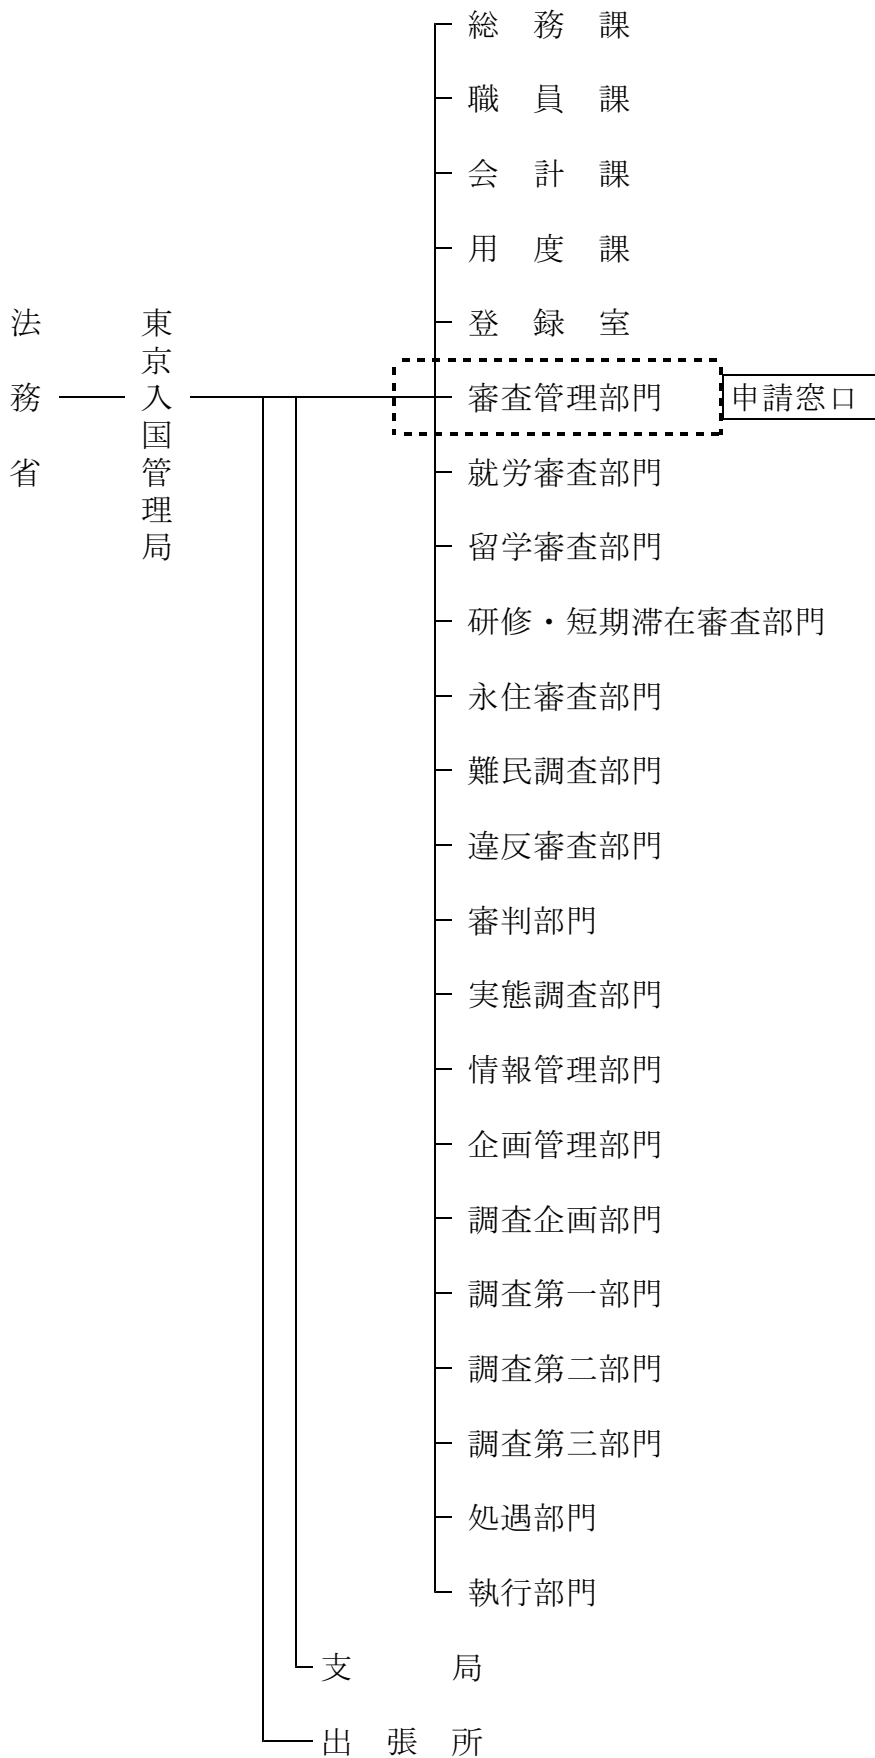 総務課
職員課
会計課
用度課
登録室
法務省
東京入国管理局
審査管理部門
申請窓口
就労審査部門
留学審査部門
研修・短期滞在審査部門
永住審査部門
難民調査部門
違反審査部門
審判部門
実態調査部門
情報管理部門
企画管理部門
調査企画部門
調査第一部門
調査第二部門
調査第三部門
処遇部門
執行部門
支局
出張所